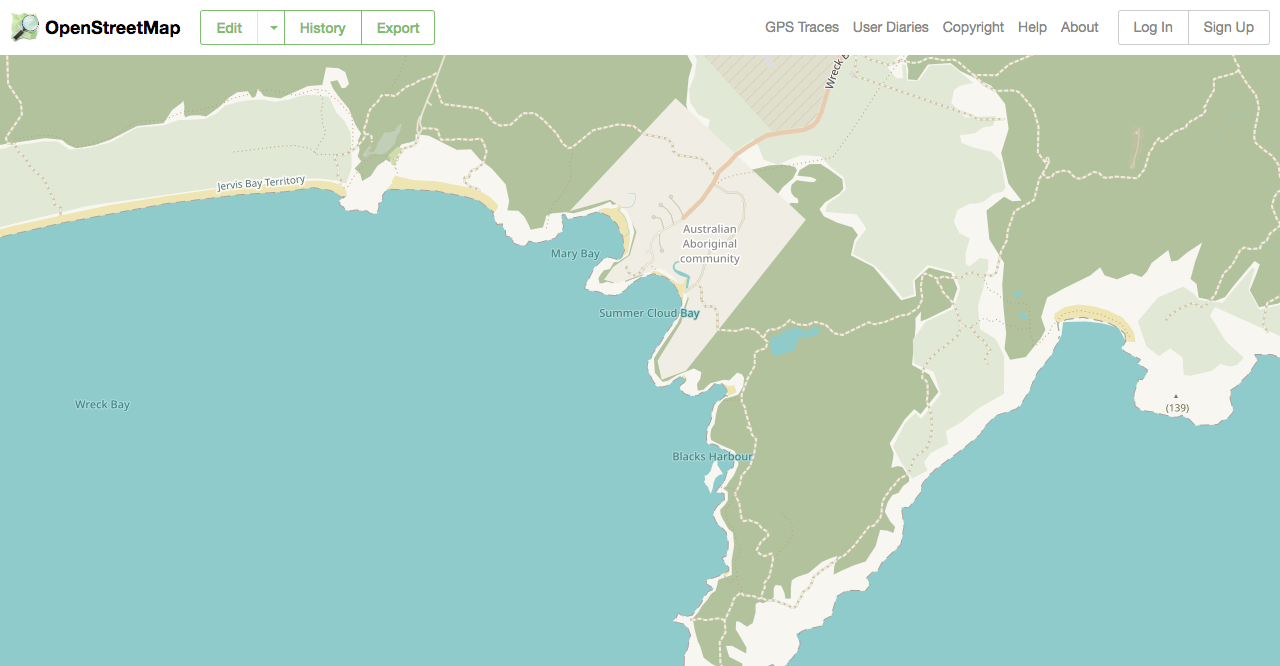 OpenStreetMap
Edit
History
Export
GPS Traces
User Diaries
Copyright
Help
About
Log In
Sign Up
Wreck
Jervis Bay Territory
Australian
Aboriginal
community
Mary Bay
Summer Cloud Bay
Wreck Bay
(139)
Blacks Harbour